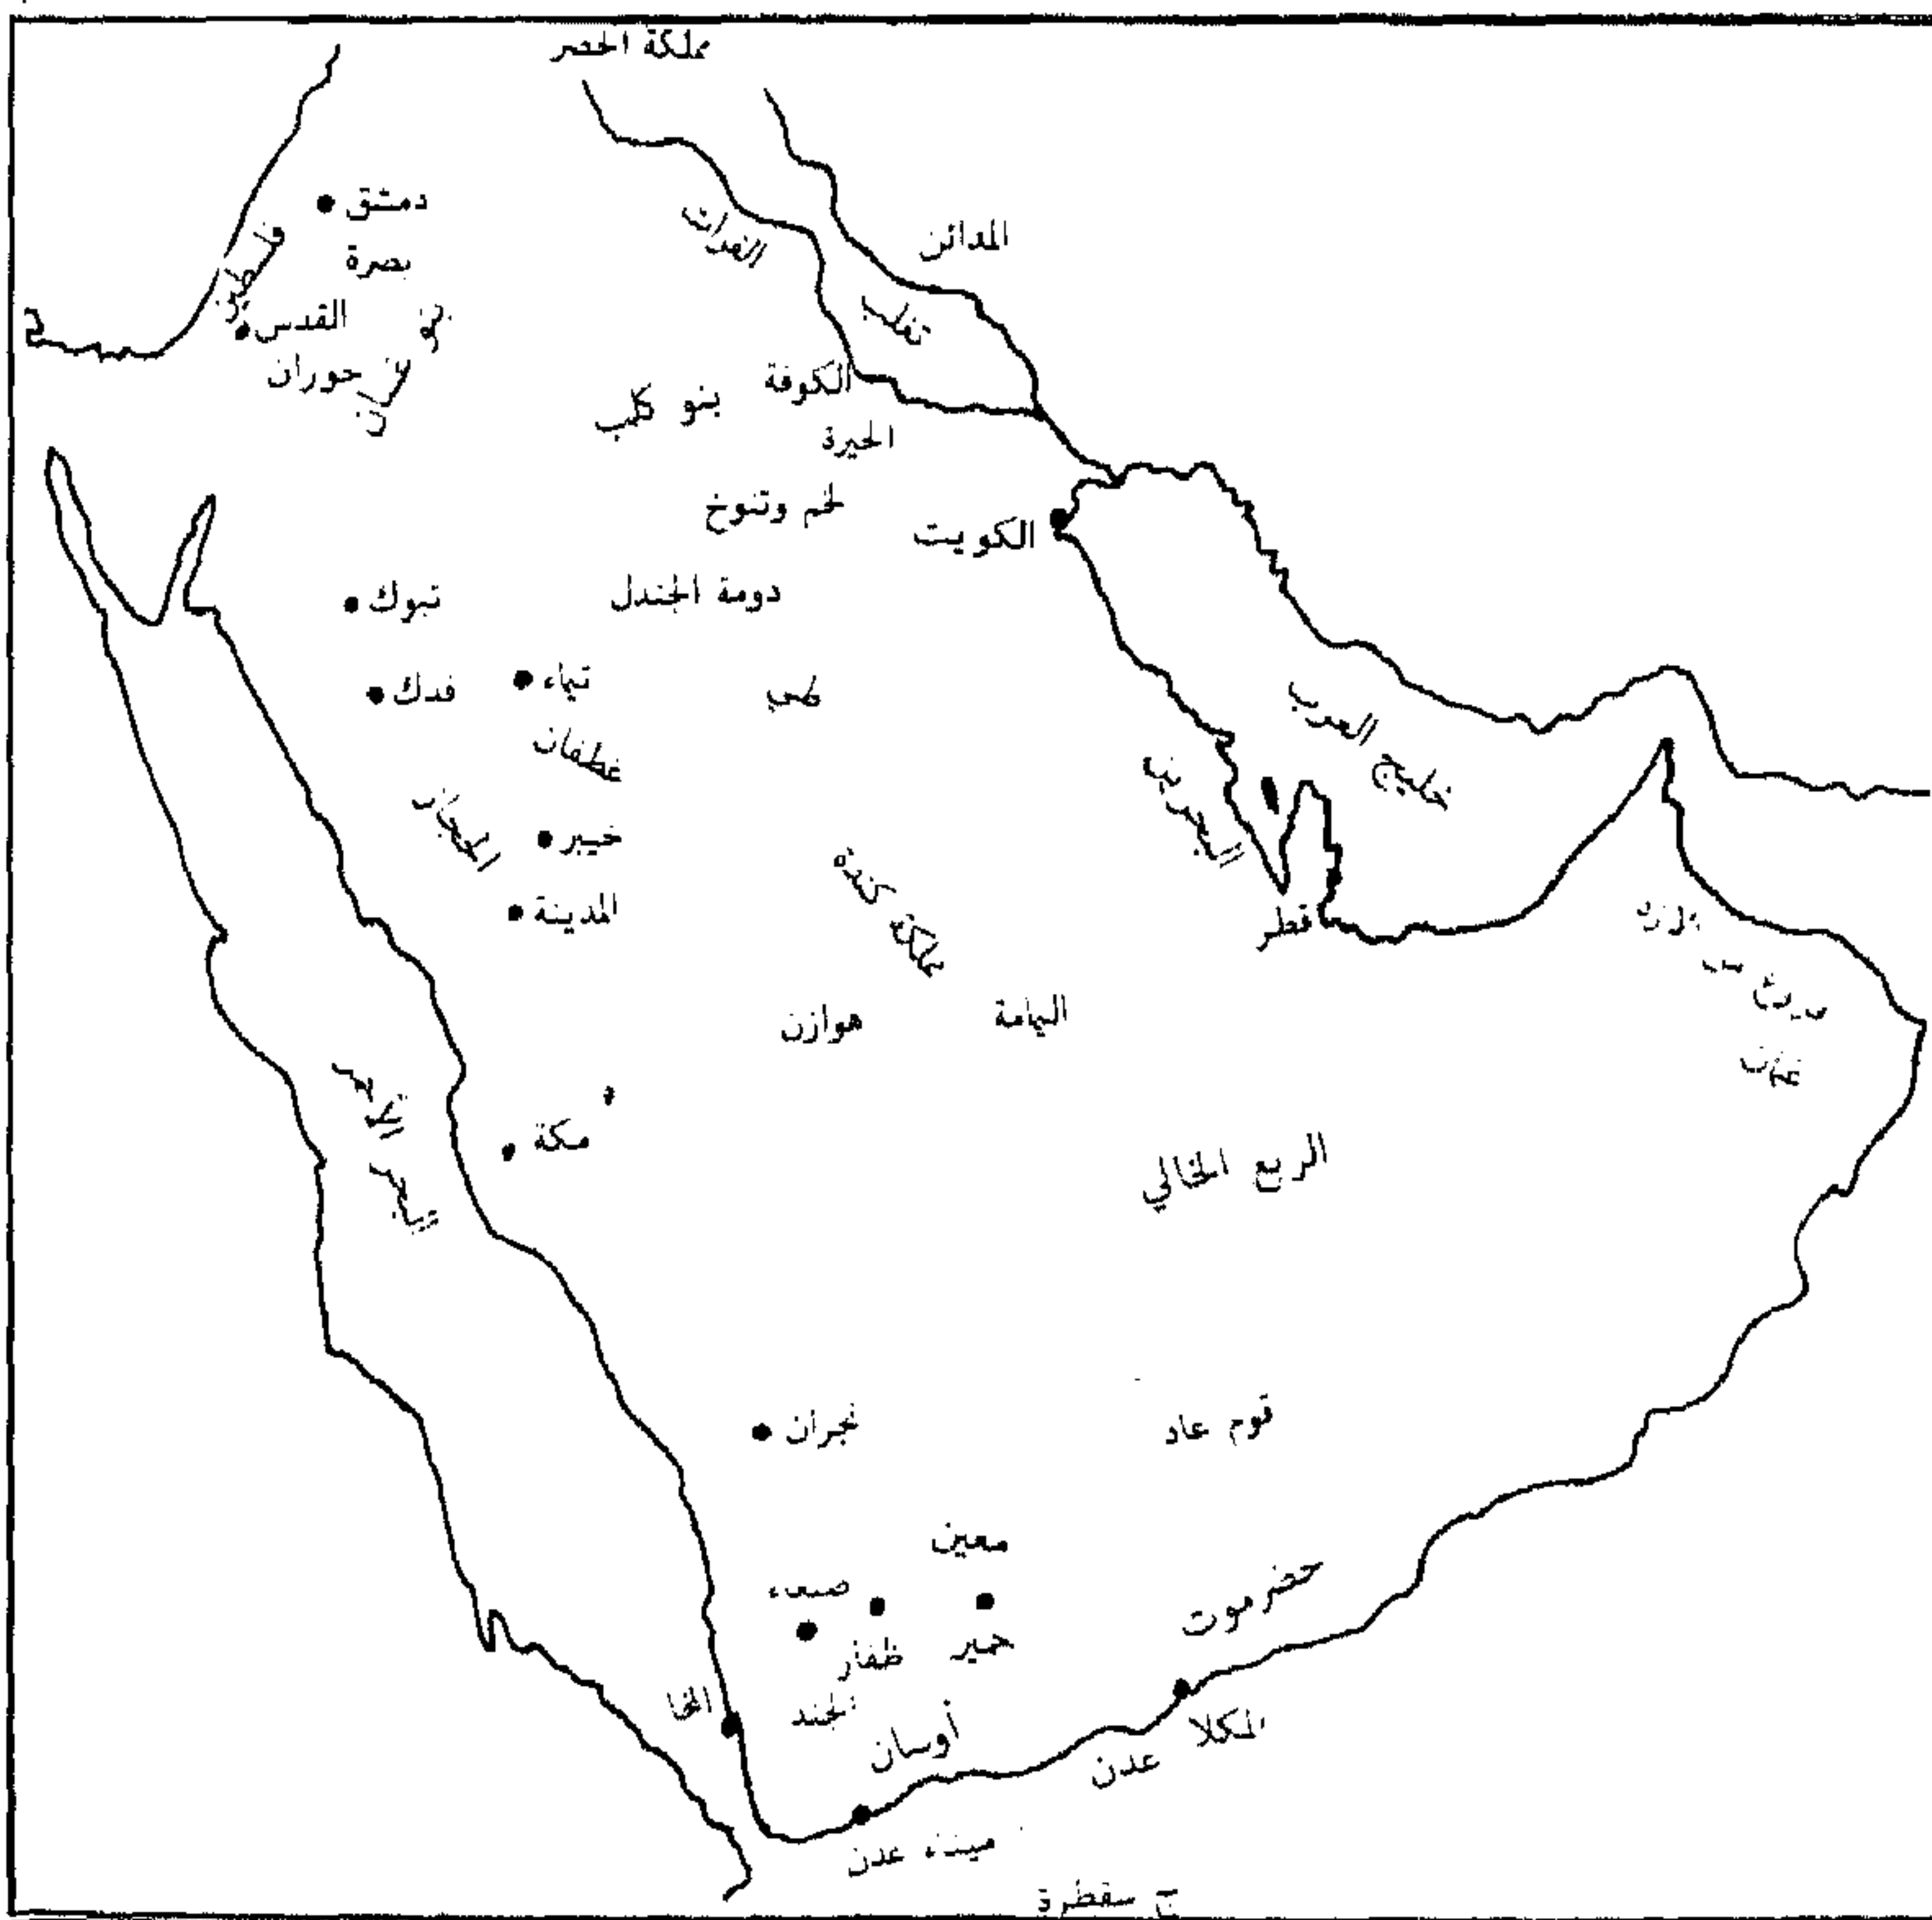 مملكة الحضر
دمشق
الفرات
المدائن
بصرة
القدس
تغلب
حوران
الكوفة
بنو كلب
الحيرة
لخم وتنوخ
الكويت
تبوك
دومة الجندل
تيماء
فدك
طي
خليج العرب
غطفان
البحرين
الحجاز
خيبر
مملكة كندة
المدينة
قطر
هوازن
اليمامة
عمان
مكة
الربع الخالي
البحر الأحمر
نجران
قوم عاد
معين
صنعاء
حضرموت
ظفار
حمير
المخا
الجند
أوسان
المكلا
عدن
ميناء عدن
ج سقطرة